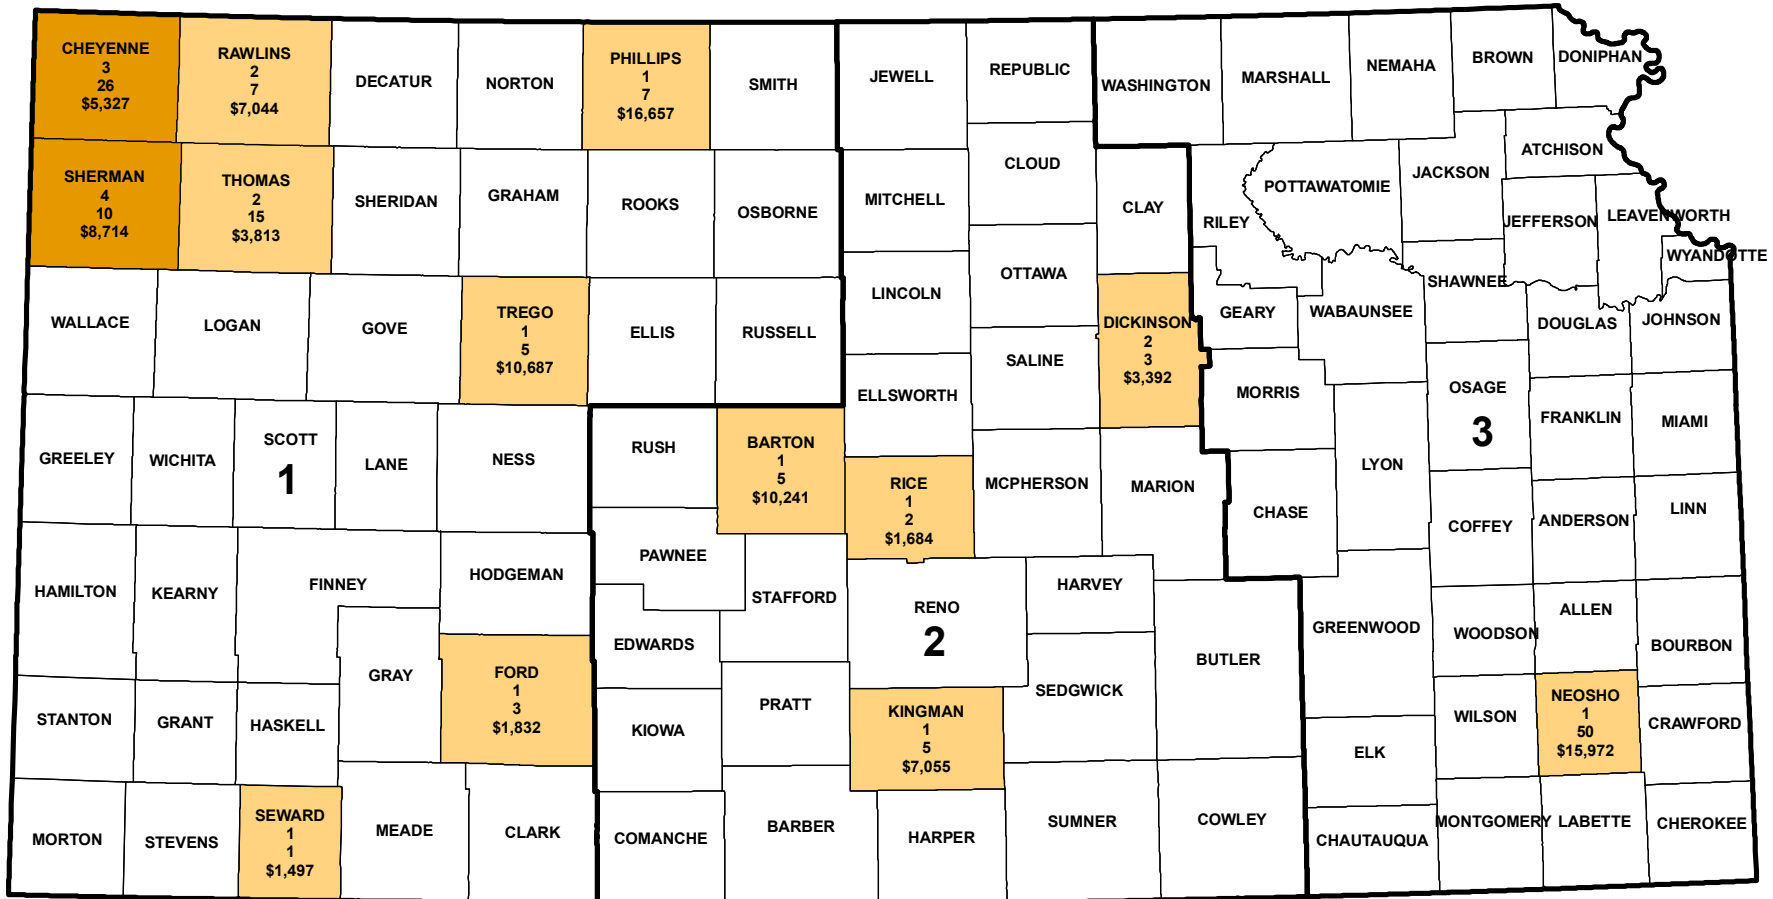 CHEYENNE
3
26
$5,327
RAWLINS
2
7
$7,044
DECATUR
NORTON
PHILLIPS
1
7
$16,657
SMITH
JEWELL
REPUBLIC
WASHINGTON
MARSHALL
NEMAHA
BROWN
DONIPHAN
SHERMAN
4
10
$8,714
THOMAS
2
15
$3,813
SHERIDAN
GRAHAM
ROOKS
OSBORNE
MITCHELL
CLOUD
CLAY
RILEY
POTTAWATOMIE
JACKSON
ATCHISON
JEFFERSON
LEAVENWORTH
WYANDOTTE
WALLACE
LOGAN
GOVE
TREGO
1
5
$10,687
ELLIS
RUSSELL
LINCOLN
OTTAWA
SALINE
DICKINSON
2
3
$3,392
GEARY
WABAUNSEE
SHAWNEE
DOUGLAS
JOHNSON
ELLSWORTH
MORRIS
OSAGE
3
FRANKLIN
MIAMI
GREELEY
WICHITA
SCOTT
1
LANE
NESS
RUSH
BARTON
1
5
$10,241
RICE
1
2
$1,684
MCPHERSON
MARION
CHASE
LYON
COFFEY
ANDERSON
LINN
HAMILTON
KEARNY
FINNEY
HODGEMAN
PAWNEE
STAFFORD
RENO
2
HARVEY
EDWARDS
BUTLER
GREENWOOD
WOODSON
ALLEN
BOURBON
GRAY
FORD
1
3
$1,832
STANTON
GRANT
HASKELL
KIOWA
PRATT
KINGMAN
1
5
$7,055
SEDGWICK
ELK
WILSON
NEOSHO
1
50
$15,972
CRAWFORD
MORTON
STEVENS
SEWARD
1
1
$1,497
MEADE
CLARK
COMANCHE
BARBER
HARPER
SUMNER
COWLEY
CHAUTAUQUA
MONTGOMERY
LABETTE
CHEROKEE